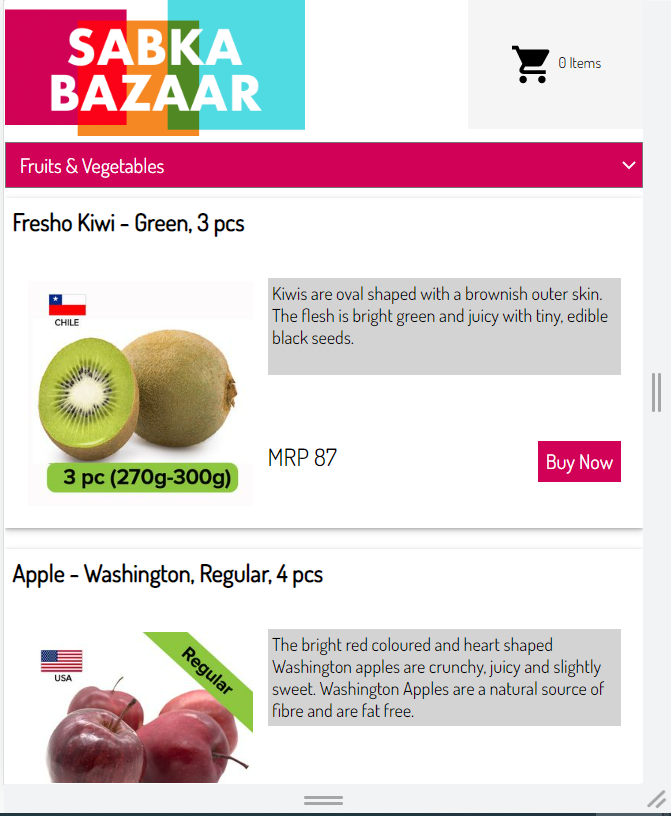 SABKA
BAZAAR
0 Items
Fruits & Vegetables
Fresho Kiwi - Green, 3 pcs
CHILE
3 pc (270g-300g)
Kiwis are oval shaped with a brownish outer skin.
The flesh is bright green and juicy with tiny, edible
black seeds.
MRP 87
Buy Now
Apple - Washington, Regular, 4 pcs
USA
Regular
The bright red coloured and heart shaped
Washington apples are crunchy, juicy and slightly
sweet. Washington Apples are a natural source of
fibre and are fat free.